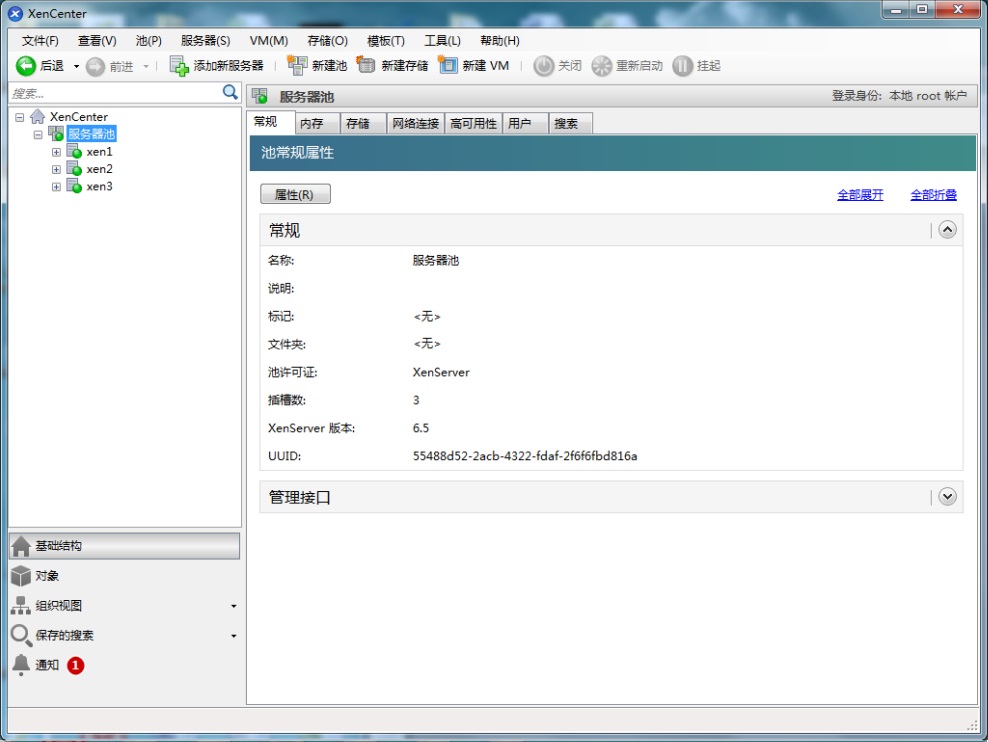 XenCenter
文件(F) 查看(V) 池(P) 服务器(S) VM(M) 存储(O) 模板(T) 工具(L) 帮助(H)
后退 前进 添加新服务器 新建池 新建存储 新建 VM 关闭 重新启动 挂起
搜索...
服务器池 登录身份: 本地 root 帐户
XenCenter
服务器池
xen1
xen2
xen3
常规 内存 存储 网络连接 高可用性 用户 搜索
池常规属性
属性(R) 全部展开 全部折叠
常规
名称: 服务器池
说明:
标记: <无>
文件夹: <无>
池许可证: XenServer
插槽数: 3
XenServer 版本: 6.5
UUID: 55488d52-2acb-4322-fdaf-2f6f6fbd816a
管理接口
基础结构
对象
组织视图
保存的搜索
通知 1